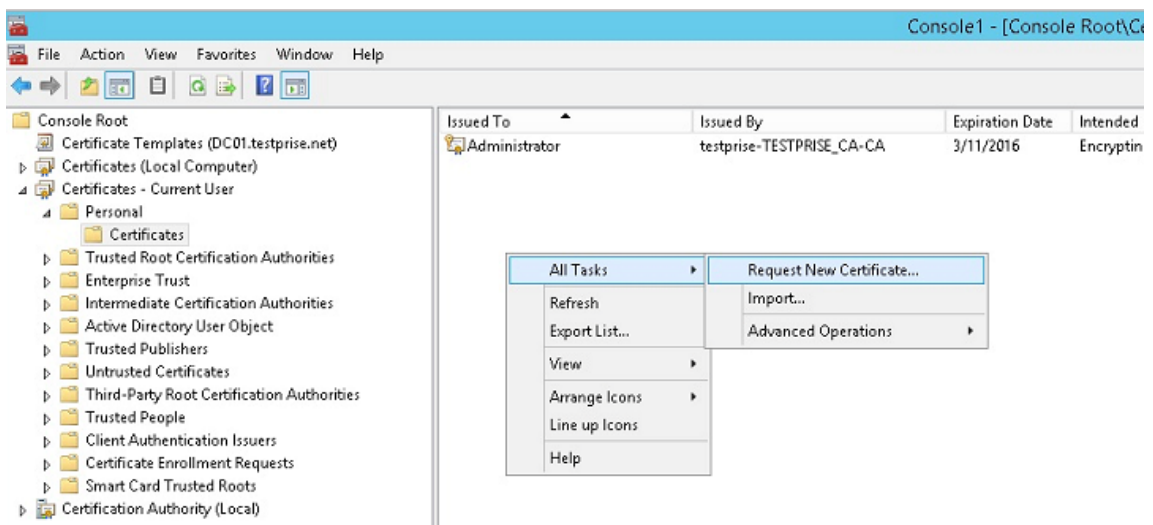 Console1 - [Console Root\Ce
File Action View Favorites Window Help
Console Root
Certificate Templates (DC01.testprise.net)
Certificates (Local Computer)
Certificates - Current User
Personal
Certificates
Trusted Root Certification Authorities
Enterprise Trust
Intermediate Certification Authorities
Active Directory User Object
Trusted Publishers
Untrusted Certificates
Third-Party Root Certification Authorities
Trusted People
Client Authentication Issuers
Certificate Enrollment Requests
Smart Card Trusted Roots
Certification Authority (Local)
Issued To Issued By Expiration Date Intended
Administrator testprise-TESTPRISE_CA-CA 3/11/2016 Encryptin
All Tasks
Refresh
Export List...
View
Arrange Icons
Line up Icons
Help
Request New Certificate...
Import...
Advanced Operations